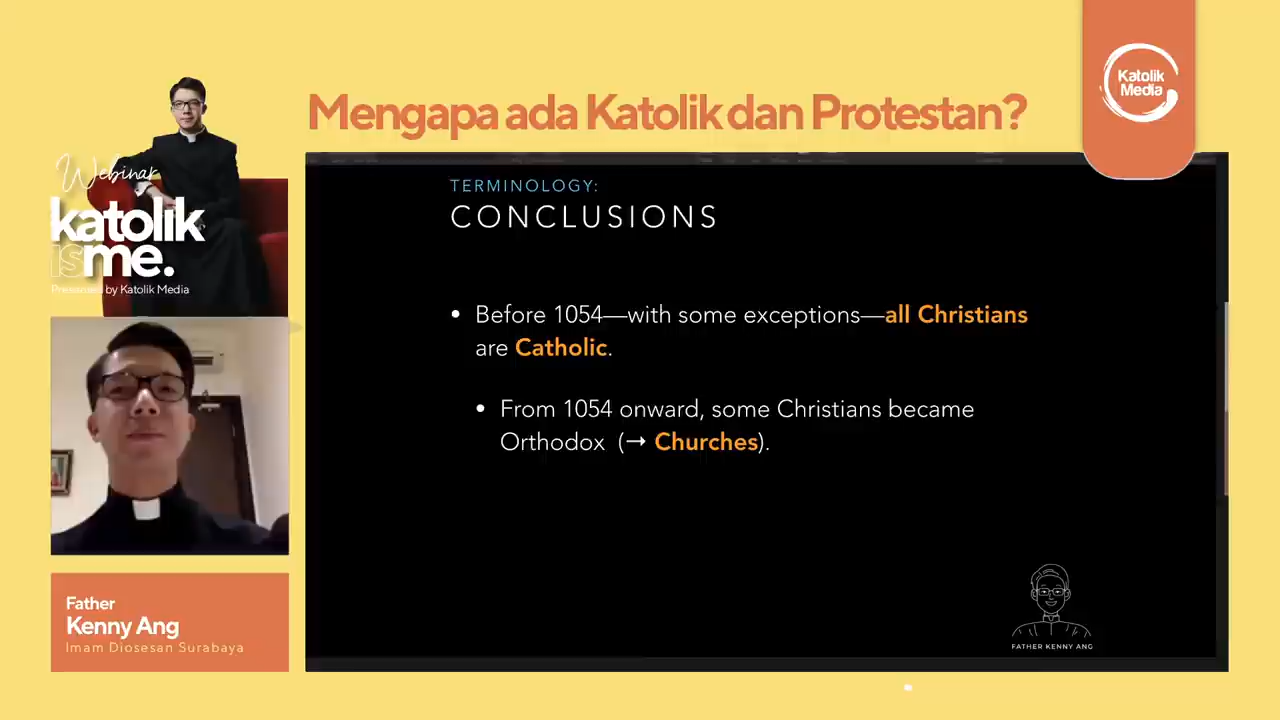 Mengapa ada Katolik dan Protestan?
Katolik
Media
Webinar
katolik
isme.
Presented by Katolik Media
TERMINOLOGY:
CONCLUSIONS
• Before 1054—with some exceptions—all Christians
are Catholic.
• From 1054 onward, some Christians became
Orthodox (→ Churches).
FATHER KENNY ANG
Father
Kenny Ang
Imam Diosesan Surabaya